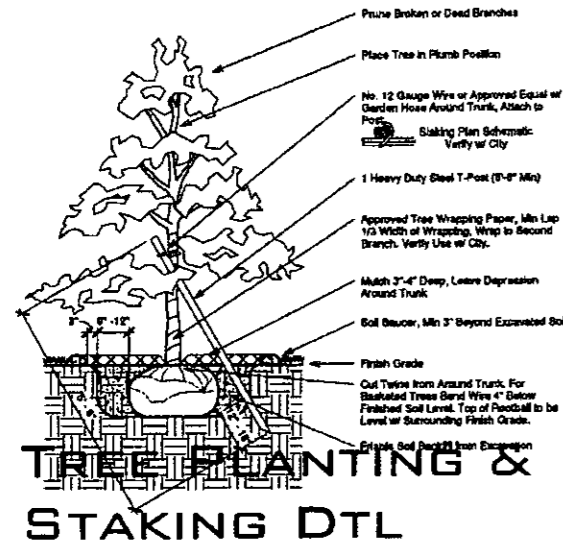 Prune Broken or Dead Branches
Place Tree in Plumb Position
No. 12 Gauge Wire or Approved Equal w/
Garden Hose Around Trunk, Attach to
Post
Staking Plan Schematic
Verify w/ City
1 Heavy Duty Steel T-Post (5'-6" Min)
Approved Tree Wrapping Paper, Min Lap
1/3 Width of Wrapping, Wrap to Second
Branch. Verify Use w/ City.
Mulch 3"-4" Deep, Leave Depression
Around Trunk
3" 6"-12"
Soil Saucer, Min 3" Beyond Excavated Soil
Finish Grade
Cut Twine from Around Trunk. For
Basketed Trees Bend Wire 4" Below
Finished Soil Level. Top of Rootball to be
Level w/ Surrounding Finish Grade.
Friable Soil Backfill from Excavation
TREE PLANTING &
STAKING DTL